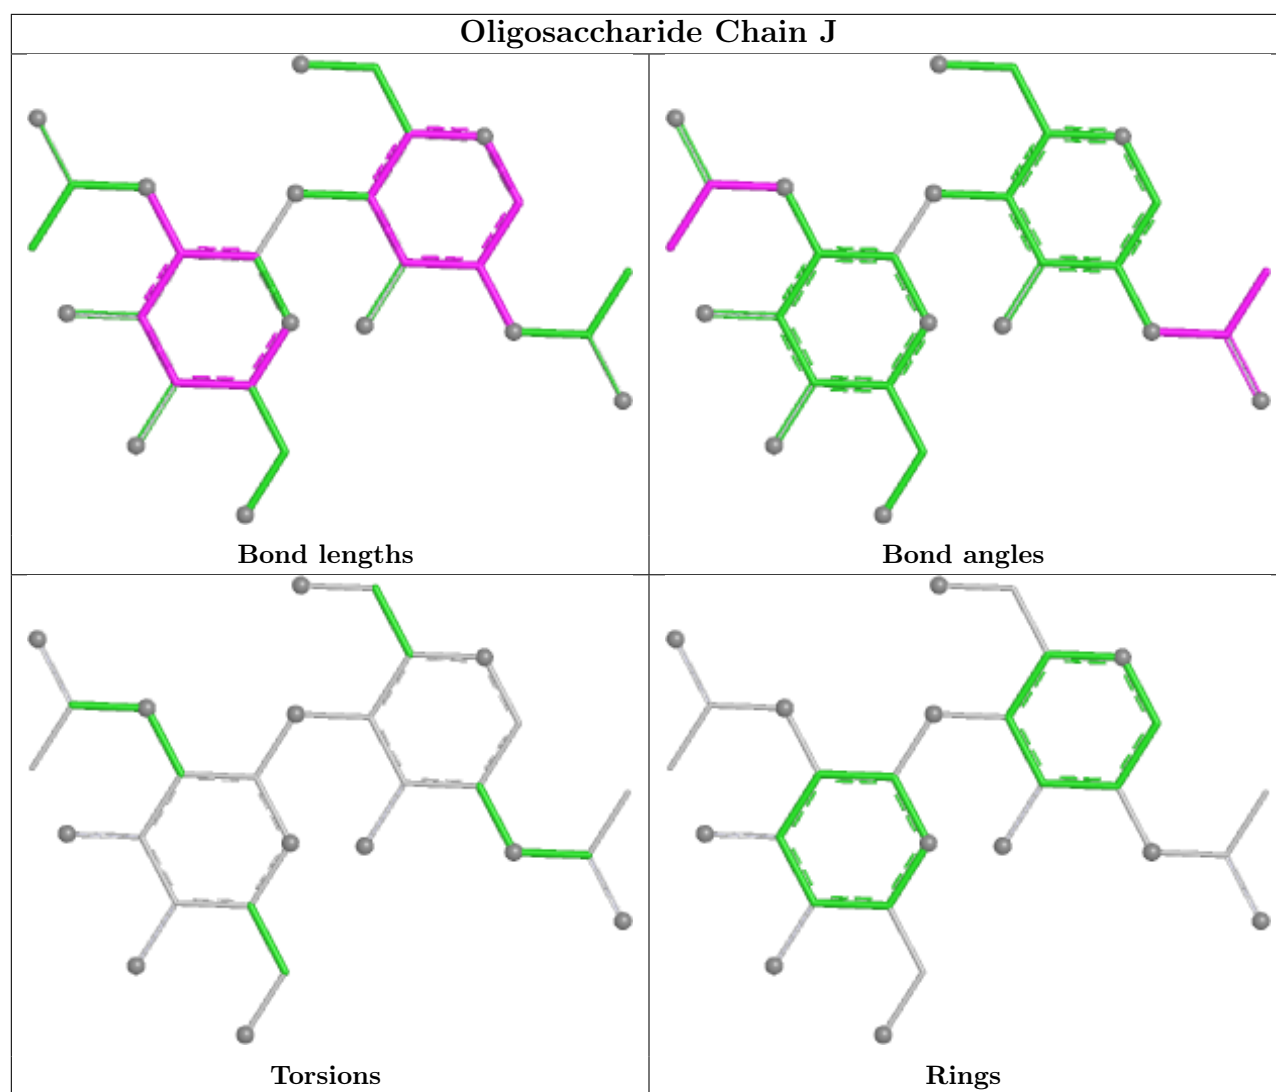 Oligosaccharide Chain J
Bond lengths
Bond angles
Torsions
Rings